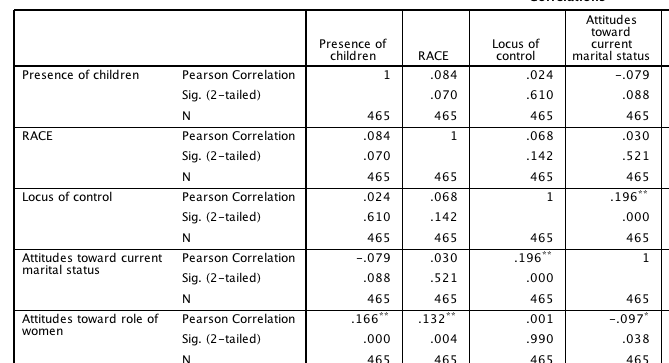 Correlations
Presence of children RACE Locus of control Attitudes toward current marital status
Presence of children Pearson Correlation 1 .084 .024 -.079
Sig. (2-tailed) .070 .610 .088
N 465 465 465 465
RACE Pearson Correlation .084 1 .068 .030
Sig. (2-tailed) .070 .142 .521
N 465 465 465 465
Locus of control Pearson Correlation .024 .068 1 .196**
Sig. (2-tailed) .610 .142 .000
N 465 465 465 465
Attitudes toward current marital status Pearson Correlation -.079 .030 .196** 1
Sig. (2-tailed) .088 .521 .000
N 465 465 465 465
Attitudes toward role of women Pearson Correlation .166** .132** .001 -.097*
Sig. (2-tailed) .000 .004 .990 .038
N 465 465 465 465